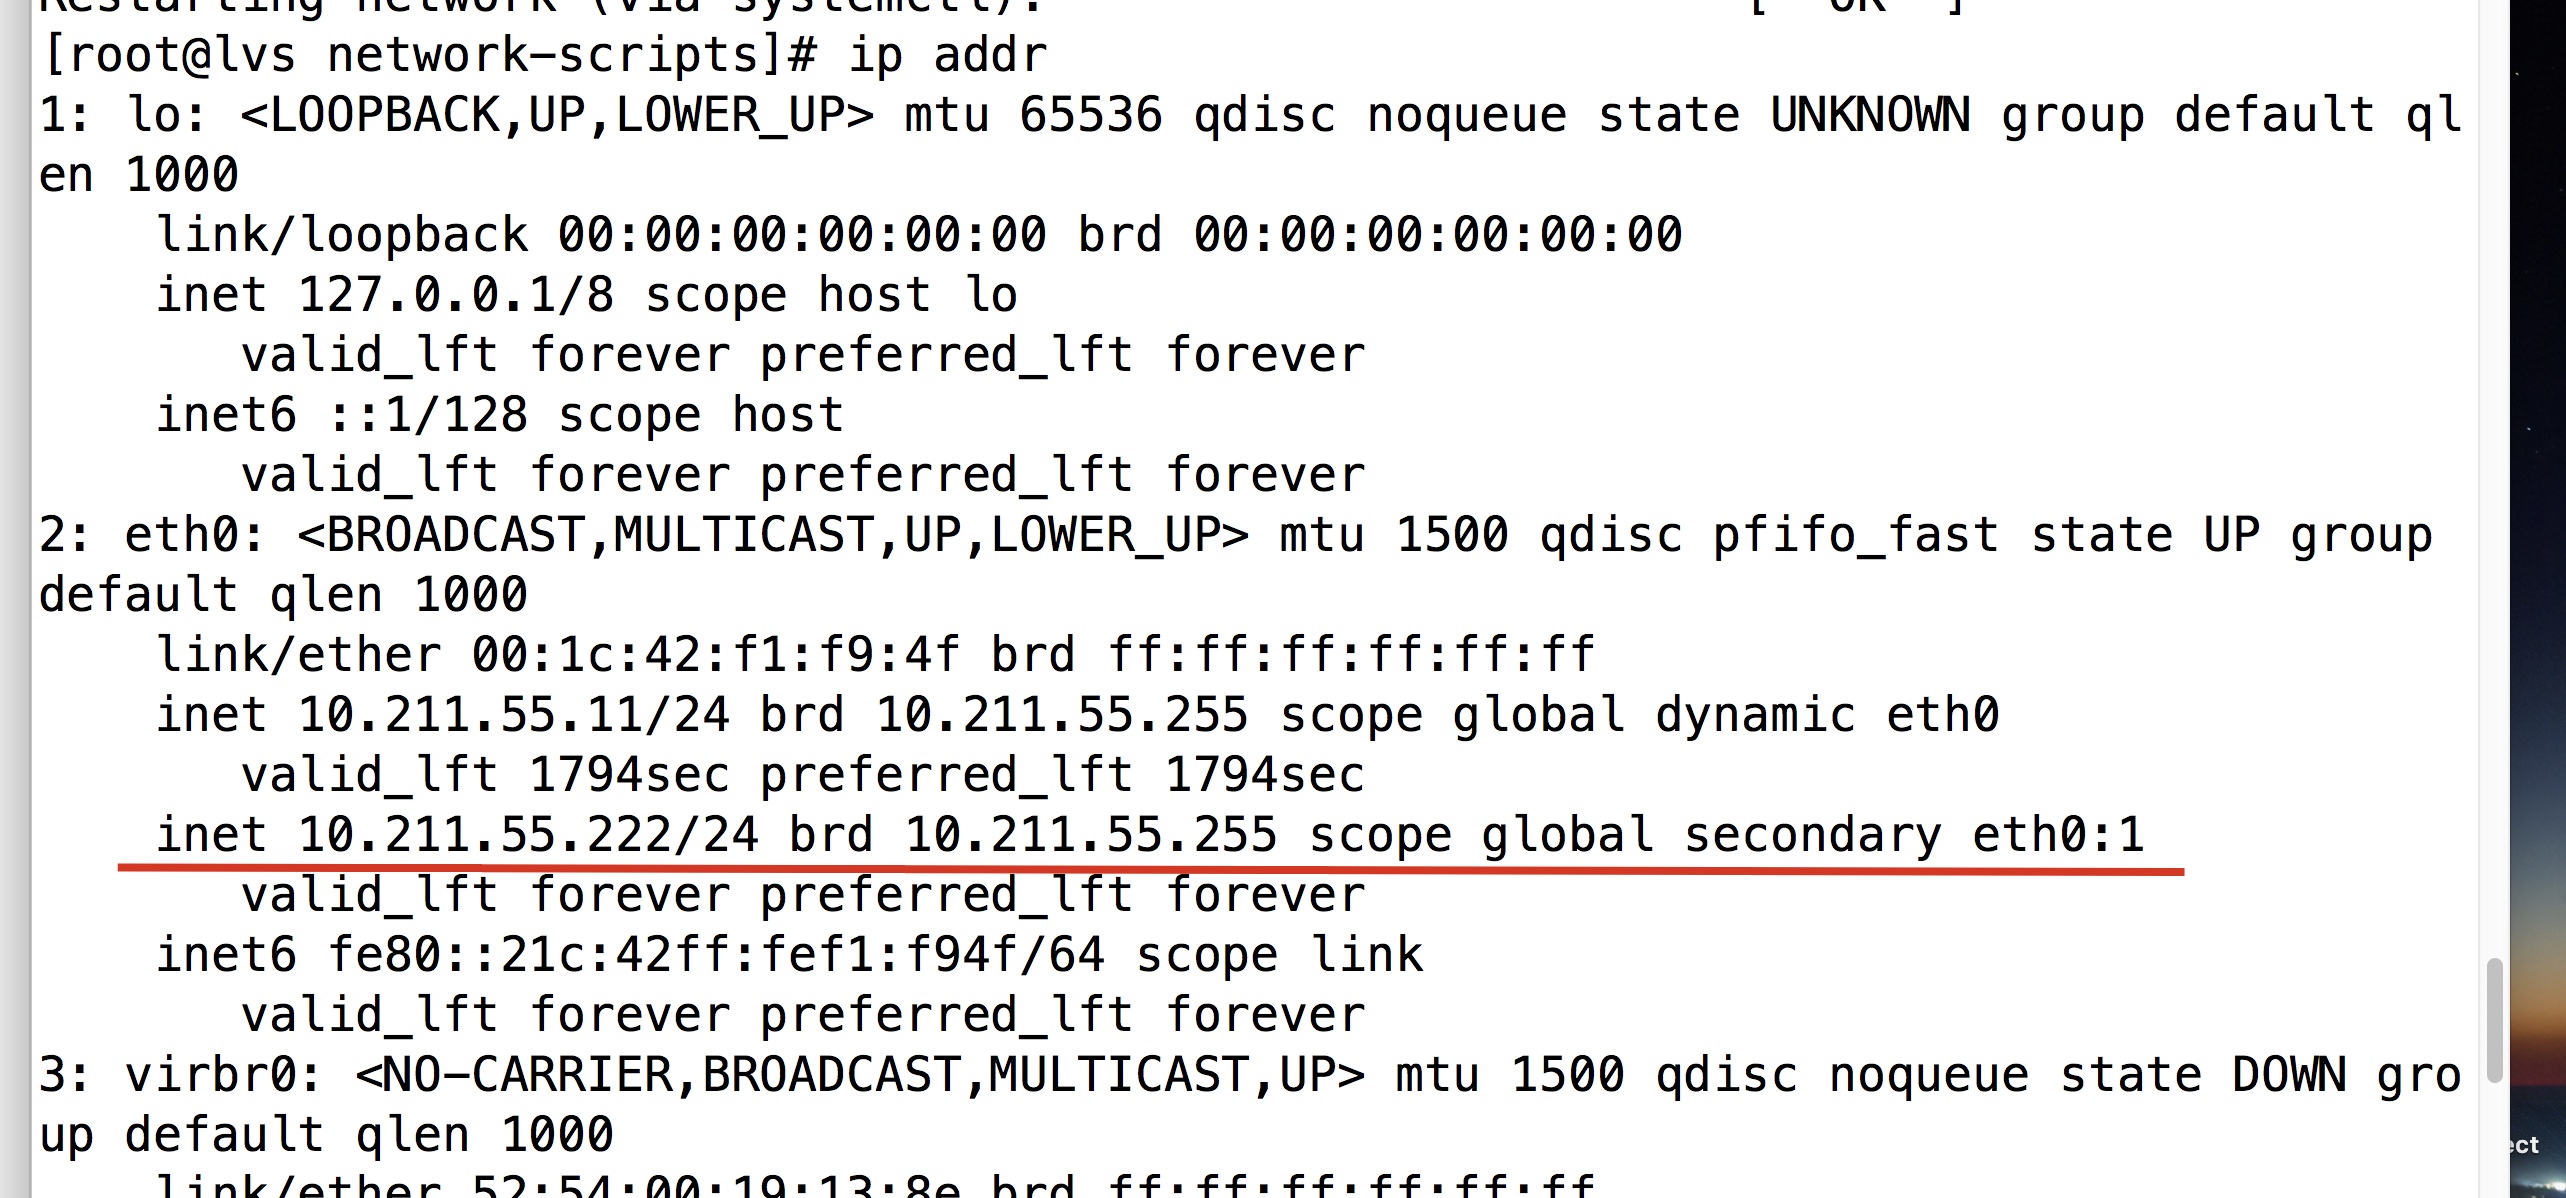 Restarting network (via systemctl): [ OK ]
[root@lvs network-scripts]# ip addr
1: lo: <LOOPBACK,UP,LOWER_UP> mtu 65536 qdisc noqueue state UNKNOWN group default ql
en 1000
link/loopback 00:00:00:00:00:00 brd 00:00:00:00:00:00
inet 127.0.0.1/8 scope host lo
valid_lft forever preferred_lft forever
inet6 ::1/128 scope host
valid_lft forever preferred_lft forever
2: eth0: <BROADCAST,MULTICAST,UP,LOWER_UP> mtu 1500 qdisc pfifo_fast state UP group
default qlen 1000
link/ether 00:1c:42:f1:f9:4f brd ff:ff:ff:ff:ff:ff
inet 10.211.55.11/24 brd 10.211.55.255 scope global dynamic eth0
valid_lft 1794sec preferred_lft 1794sec
inet 10.211.55.222/24 brd 10.211.55.255 scope global secondary eth0:1
valid_lft forever preferred_lft forever
inet6 fe80::21c:42ff:fef1:f94f/64 scope link
valid_lft forever preferred_lft forever
3: virbr0: <NO-CARRIER,BROADCAST,MULTICAST,UP> mtu 1500 qdisc noqueue state DOWN gro
up default qlen 1000
link/ether 52:54:00:19:13:8e brd ff:ff:ff:ff:ff:ff
ect